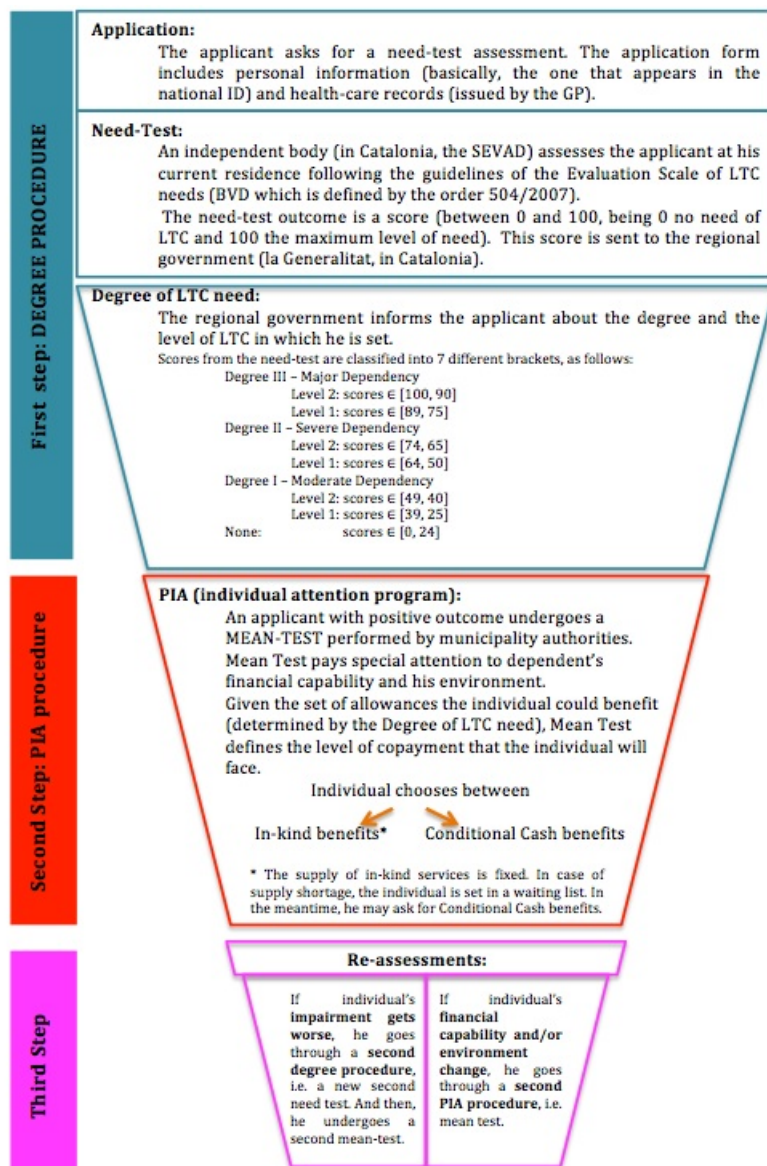 First step: DEGREE PROCEDURE
Application:
The applicant asks for a need-test assessment. The application form
includes personal information (basically, the one that appears in the
national ID) and health-care records (issued by the GP).
Need-Test:
An independent body (in Catalonia, the SEVAD) assesses the applicant at his
current residence following the guidelines of the Evaluation Scale of LTC
needs (BVD which is defined by the order 504/2007).
The need-test outcome is a score (between 0 and 100, being 0 no need of
LTC and 100 the maximum level of need). This score is sent to the regional
government (la Generalitat, in Catalonia).
Degree of LTC need:
The regional government informs the applicant about the degree and the
level of LTC in which he is set.
Scores from the need-test are classified into 7 different brackets, as follows:
Degree III – Major Dependency
Level 2: scores ∈ [100, 90]
Level 1: scores ∈ [89, 75]
Degree II – Severe Dependency
Level 2: scores ∈ [74, 65]
Level 1: scores ∈ [64, 50]
Degree I – Moderate Dependency
Level 2: scores ∈ [49, 40]
Level 1: scores ∈ [39, 25]
None: scores ∈ [0, 24]
Second Step: PIA procedure
PIA (individual attention program):
An applicant with positive outcome undergoes a
MEAN-TEST performed by municipality authorities.
Mean Test pays special attention to dependent's
financial capability and his environment.
Given the set of allowances the individual could benefit
(determined by the Degree of LTC need), Mean Test
defines the level of copayment that the individual will
face.
Individual chooses between
In-kind benefits* Conditional Cash benefits
* The supply of in-kind services is fixed. In case of
supply shortage, the individual is set in a waiting list. In
the meantime, he may ask for Conditional Cash benefits.
Third Step
Re-assessments:
If individual's
impairment gets
worse, he goes
through a second
degree procedure,
i.e. a new second
need test. And then,
he undergoes a
second mean-test.
If individual's
financial
capability and/or
environment
change, he goes
through a second
PIA procedure, i.e.
mean test.